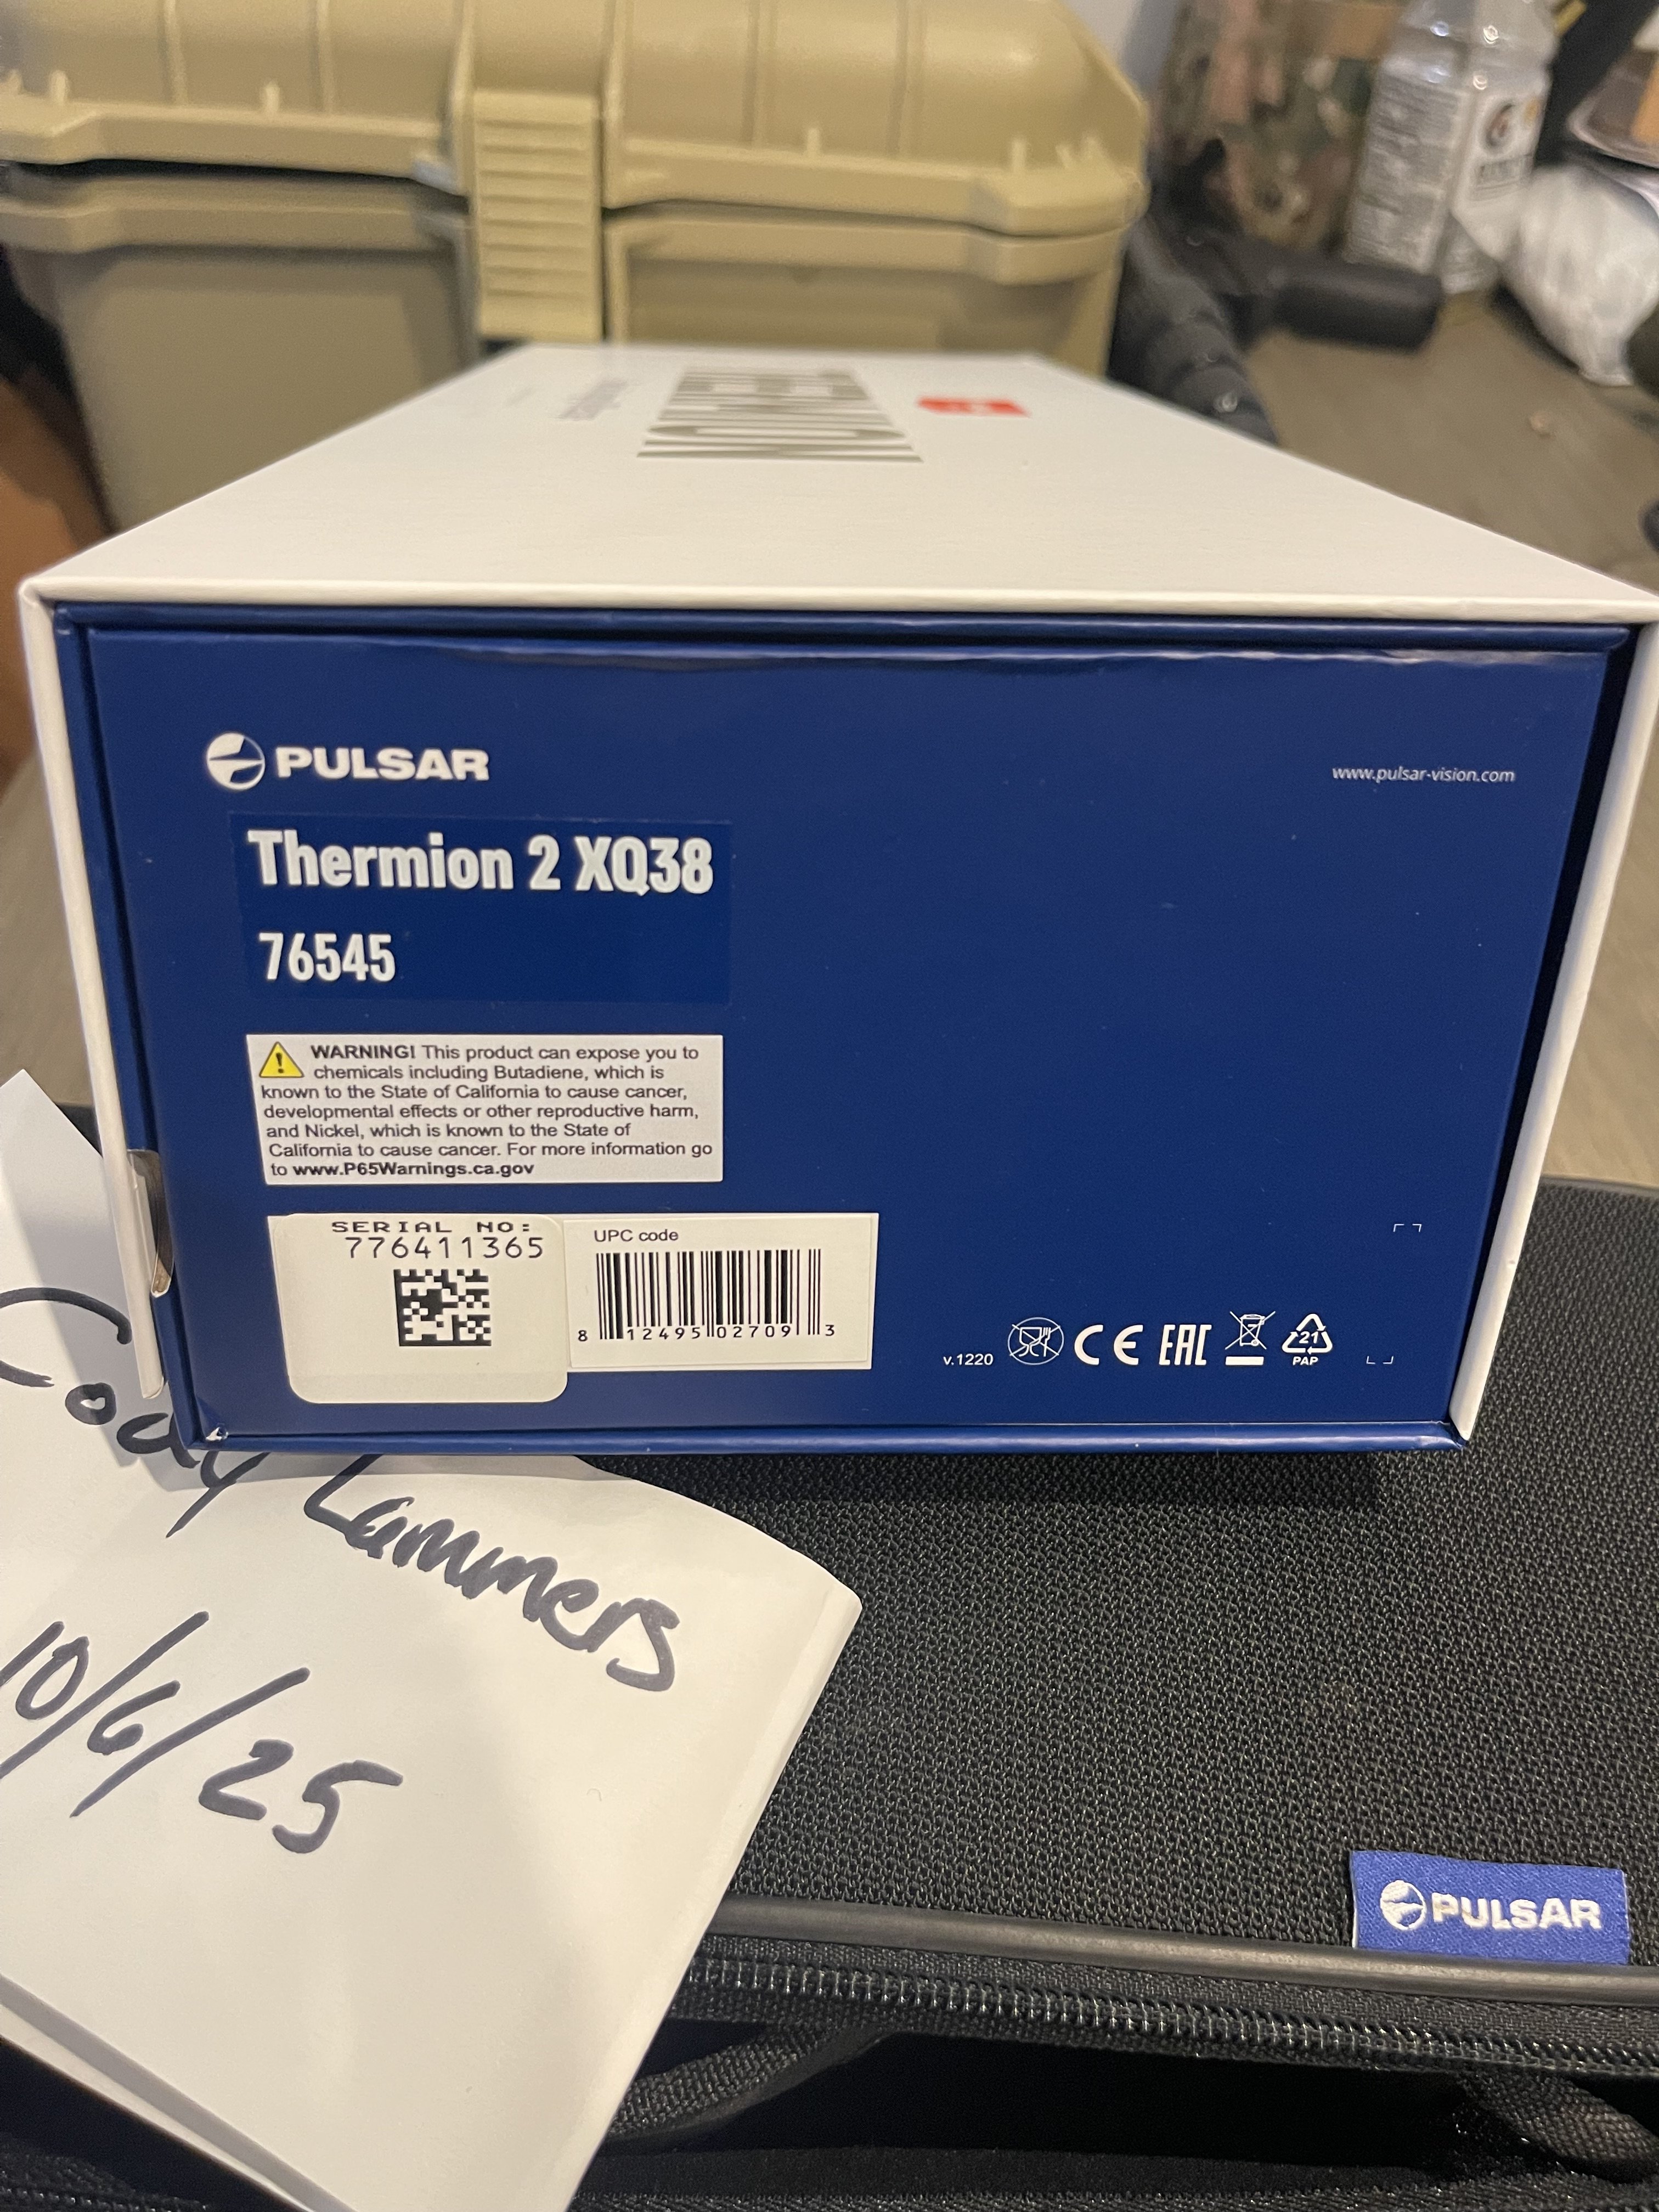 PULSAR
www.pulsar-vision.com
Thermion 2 XQ38
76545
WARNING! This product can expose you to
chemicals including Butadiene, which is
known to the State of California to cause cancer,
developmental effects or other reproductive harm,
and Nickel, which is known to the State of
California to cause cancer. For more information go
to www.P65Warnings.ca.gov
SERIAL NO:
776411365
UPC code
8 12495 02709 3
v.1220
CE EAC
21
PAP
Cody Lammers
10/6/25
PULSAR